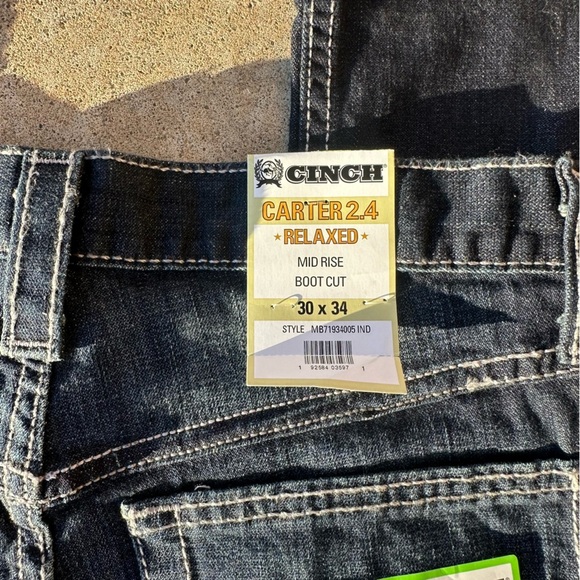 CINCH
CARTER 2.4
★ RELAXED ★
MID RISE
BOOT CUT
30 x 34
STYLE MB71934005 IND
1 92584 03597 1